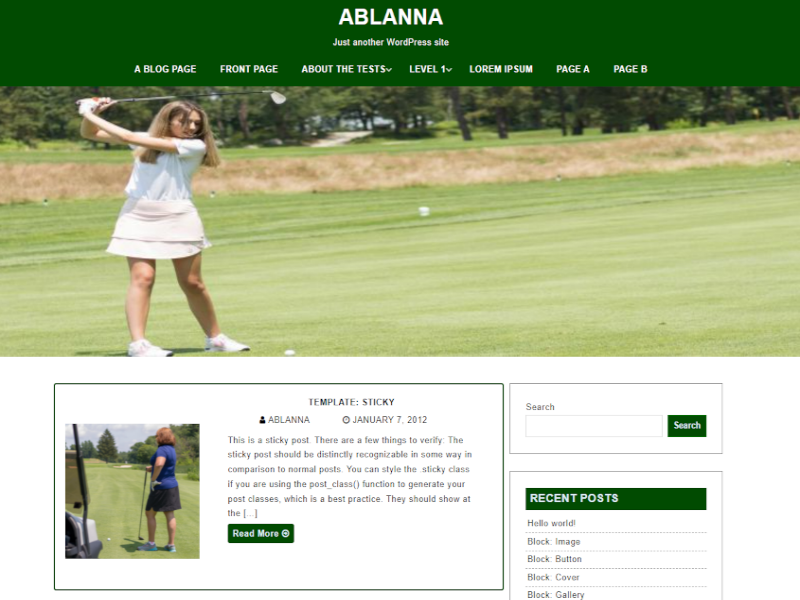 ABLANNA
Just another WordPress site
A BLOG PAGE FRONT PAGE ABOUT THE TESTS LEVEL 1 LOREM IPSUM PAGE A PAGE B
TEMPLATE: STICKY
ABLANNA JANUARY 7, 2012
This is a sticky post. There are a few things to verify: The
sticky post should be distinctly recognizable in some way in
comparison to normal posts. You can style the .sticky class
if you are using the post_class() function to generate your
post classes, which is a best practice. They should show at
the [...]
Read More
Search
Search
RECENT POSTS
Hello world!
Block: Image
Block: Button
Block: Cover
Block: Gallery